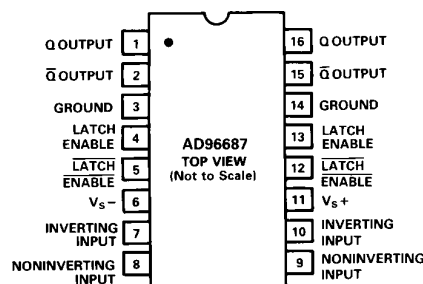 Q OUTPUT 1 16 Q OUTPUT
Q̅ OUTPUT 2 15 Q̅ OUTPUT
GROUND 3 14 GROUND
LATCH
ENABLE 4 13 LATCH
ENABLE
AD96687
TOP VIEW
(Not to Scale)
LATCH
ENABLE 5 12 LATCH
ENABLE
VS− 6 11 VS+
INVERTING
INPUT 7 10 INVERTING
INPUT
NONINVERTING
INPUT 8 9 NONINVERTING
INPUT